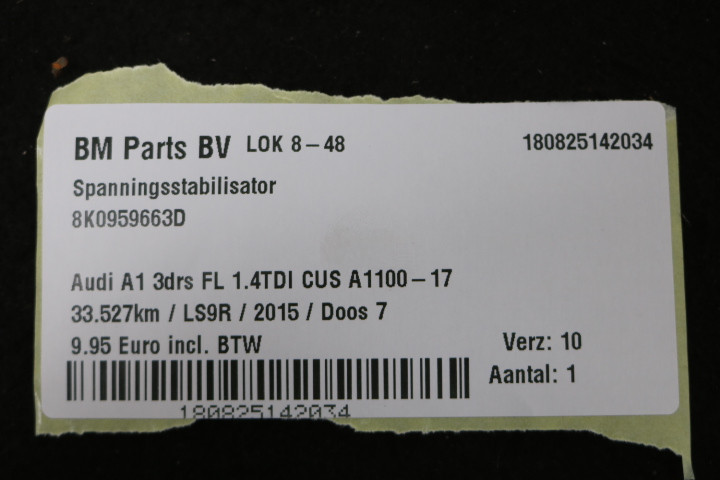 BM Parts BV LOK 8-48 180825142034
Spanningsstabilisator
8K0959663D
Audi A1 3drs FL 1.4TDI CUS A1100-17
33.527km / LS9R / 2015 / Doos 7
9.95 Euro incl. BTW Verz: 10
Aantal: 1
180825142034